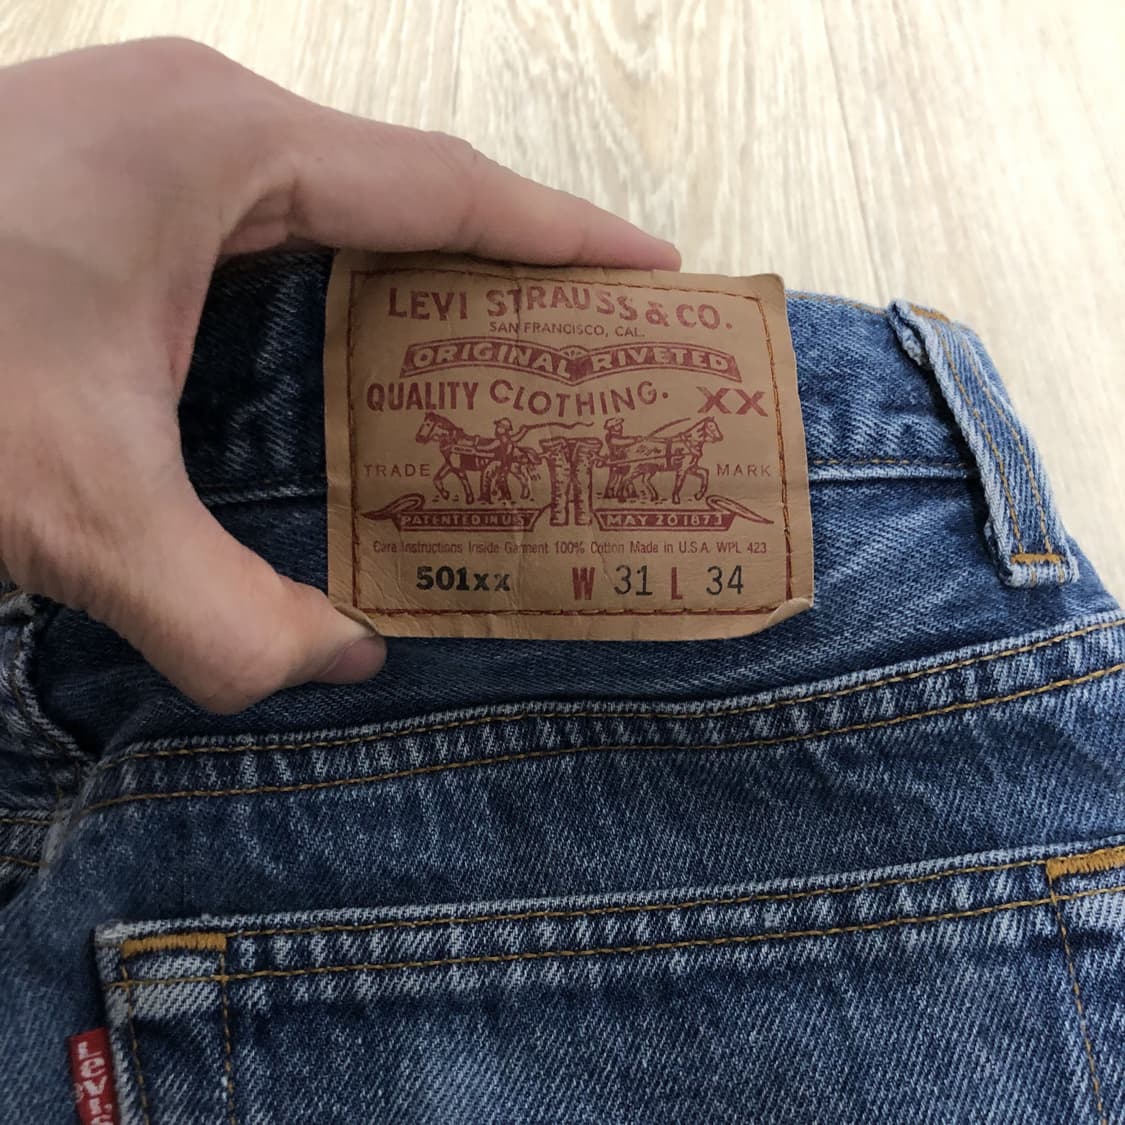 LEVI STRAUSS & CO.
SAN FRANCISCO, CAL.
ORIGINAL RIVETED
QUALITY CLOTHING. XX
TRADE MARK
PATENTED IN U.S. MAY 20 1873
Care Instructions Inside Garment 100% Cotton Made in U.S.A. WPL 423
501xx W 31 L 34
Levi's